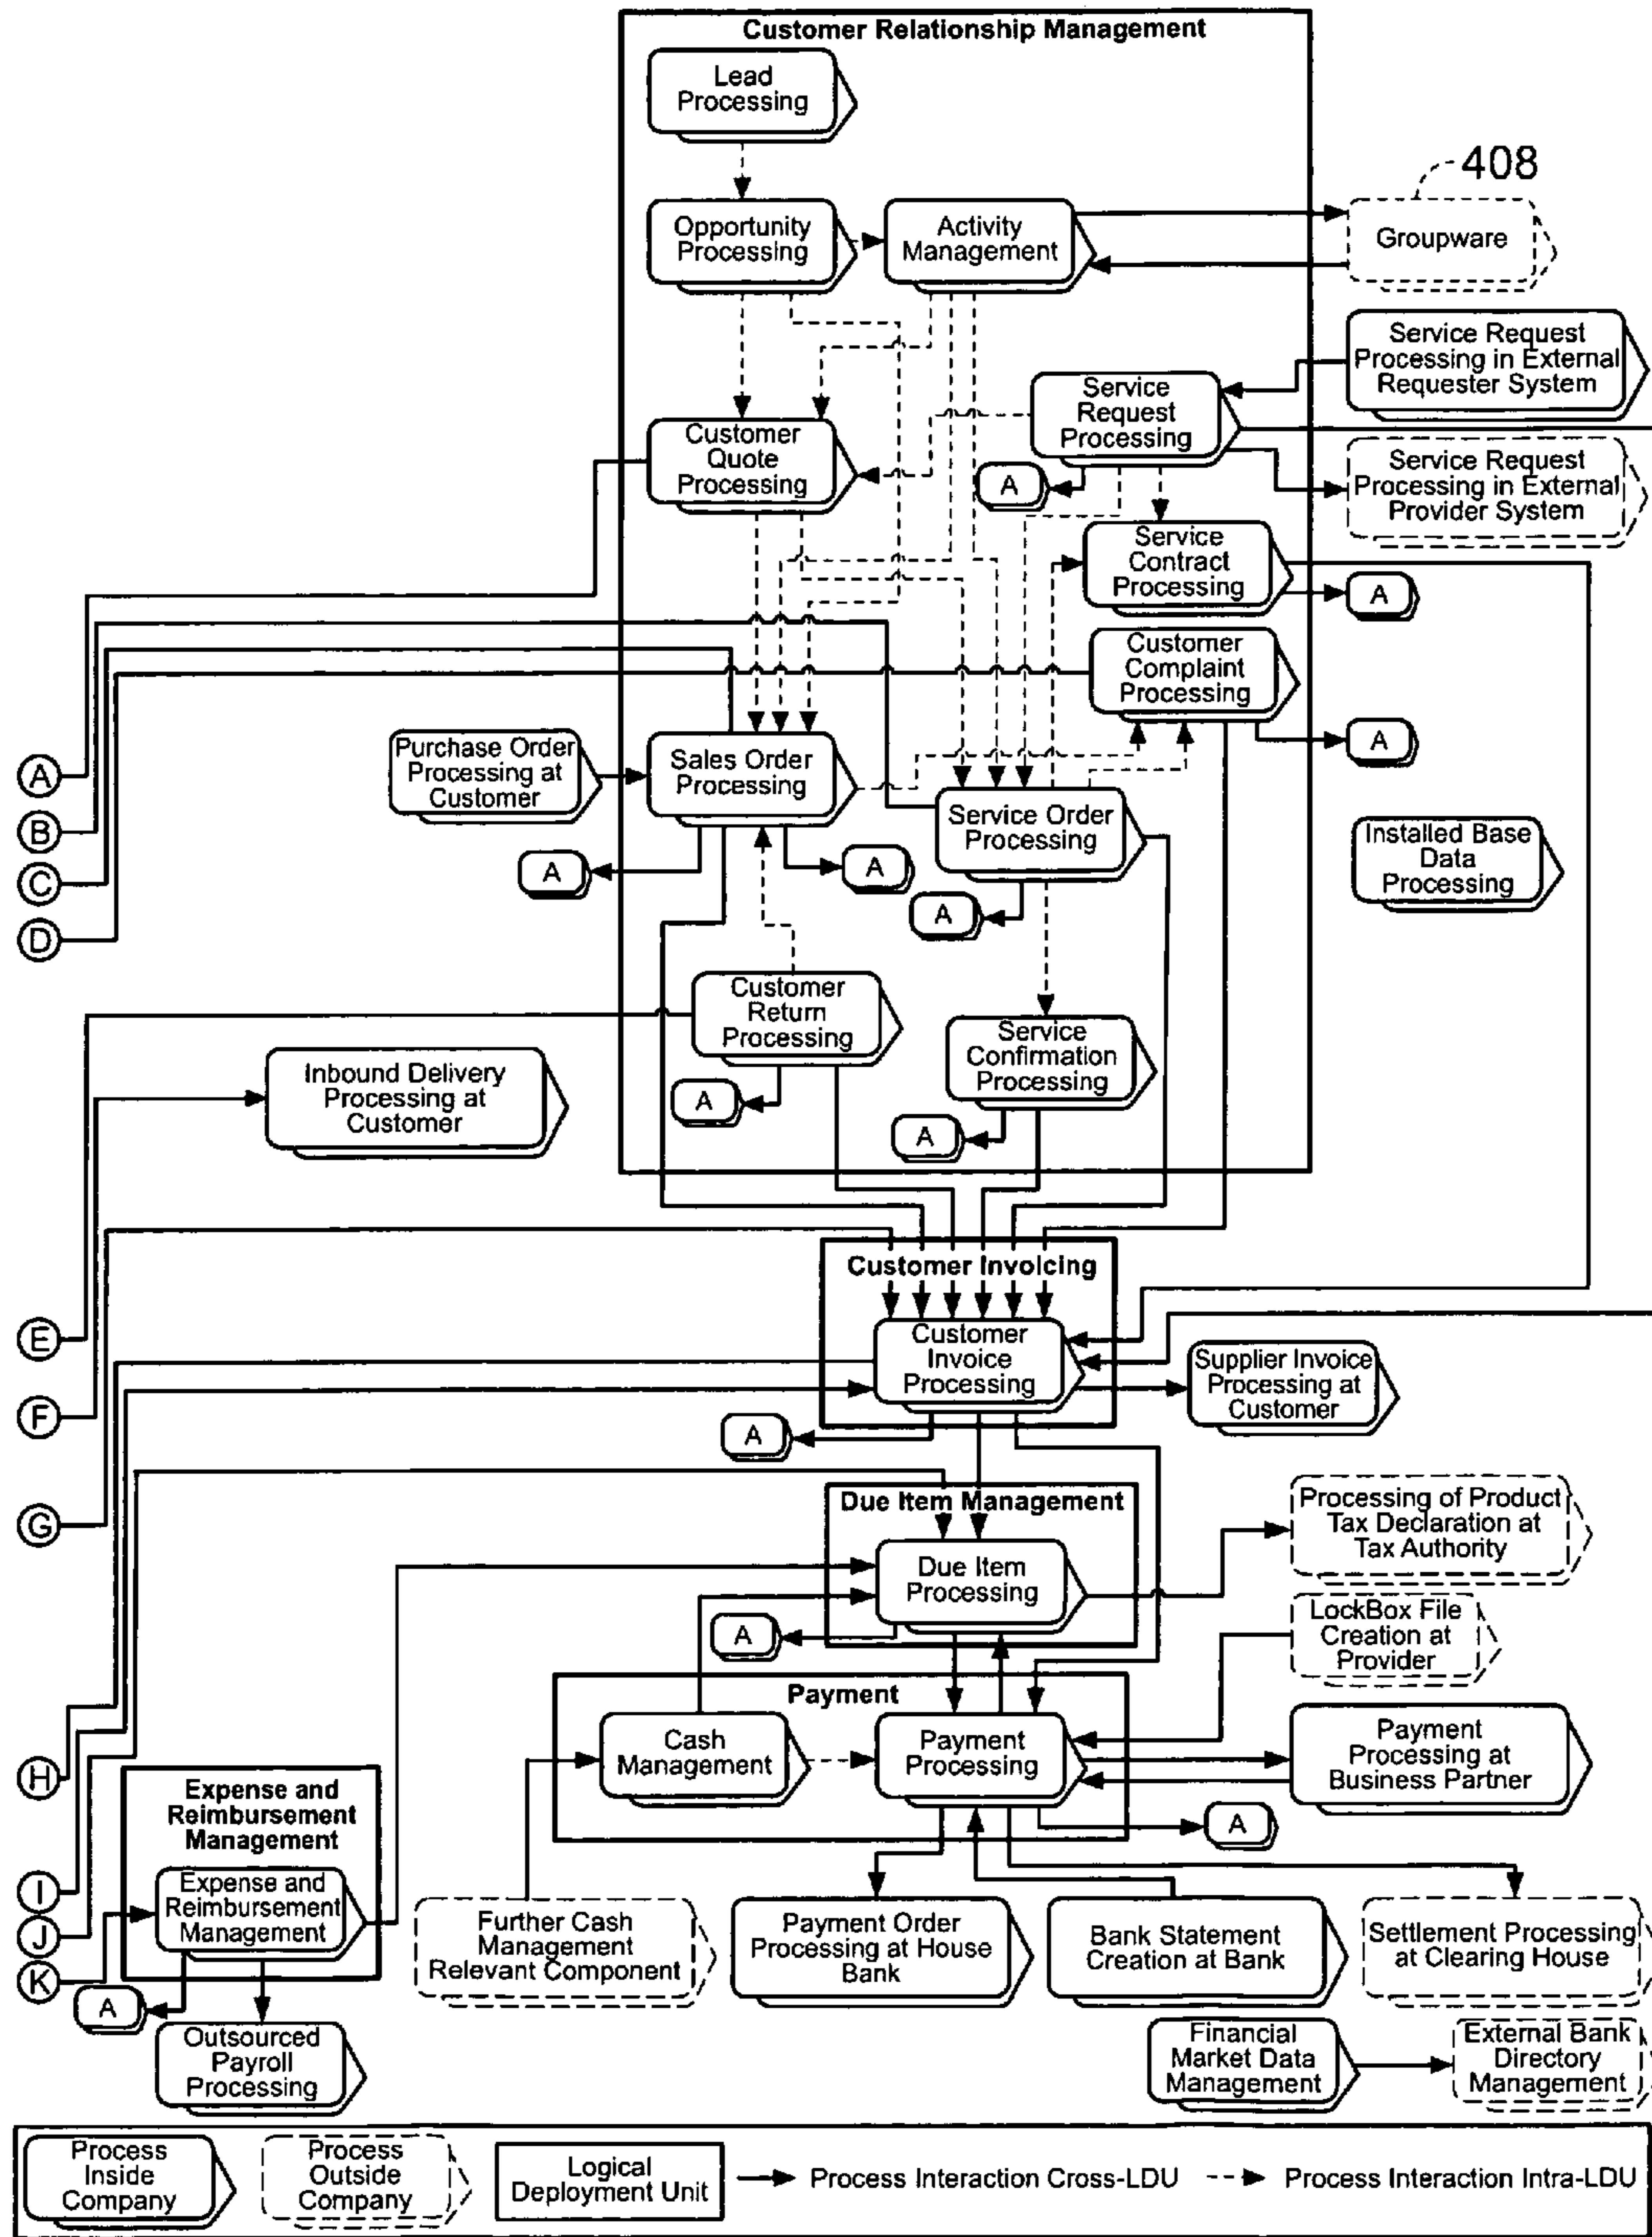 Customer Relationship Management
Lead
Processing
408
Opportunity
Processing
Activity
Management
Groupware
Service Request
Processing in External
Requester System
Service
Request
Processing
Customer
Quote
Processing
Service Request
Processing in External
Provider System
A
Service
Contract
Processing
A
Customer
Complaint
Processing
A
Purchase Order
Processing at
Customer
Sales Order
Processing
A
B
C
D
Service Order
Processing
Installed Base
Data
Processing
A
A
A
Customer
Return
Processing
Service
Confirmation
Processing
Inbound Delivery
Processing at
Customer
A
A
Customer Invoicing
E
Customer
Invoice
Processing
Supplier Invoice
Processing at
Customer
F
A
G
Due Item Management
Processing of Product
Tax Declaration at
Tax Authority
Due Item
Processing
A
LockBox File
Creation at
Provider
Payment
Cash
Management
Payment
Processing
Payment
Processing at
Business Partner
H
Expense and
Reimbursement
Management
A
I
J
K
Expense and
Reimbursement
Management
Further Cash
Management
Relevant Component
Payment Order
Processing at House
Bank
Bank Statement
Creation at Bank
Settlement Processing
at Clearing House
A
Outsourced
Payroll
Processing
Financial
Market Data
Management
External Bank
Directory
Management
Process
Inside
Company
Process
Outside
Company
Logical
Deployment Unit
Process Interaction Cross-LDU
Process Interaction Intra-LDU